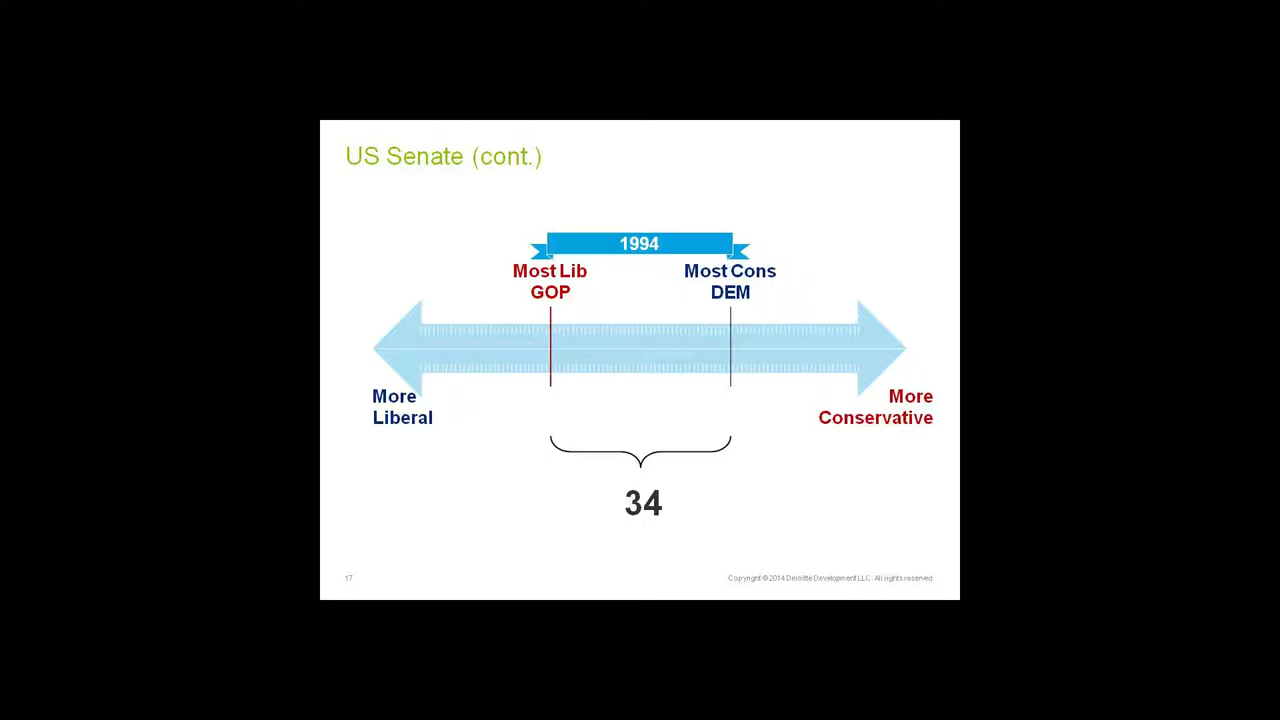 US Senate (cont.)
1994
Most Lib
GOP
Most Cons
DEM
More
Liberal
More
Conservative
34
17
Copyright © 2014 Deloitte Development LLC. All rights reserved